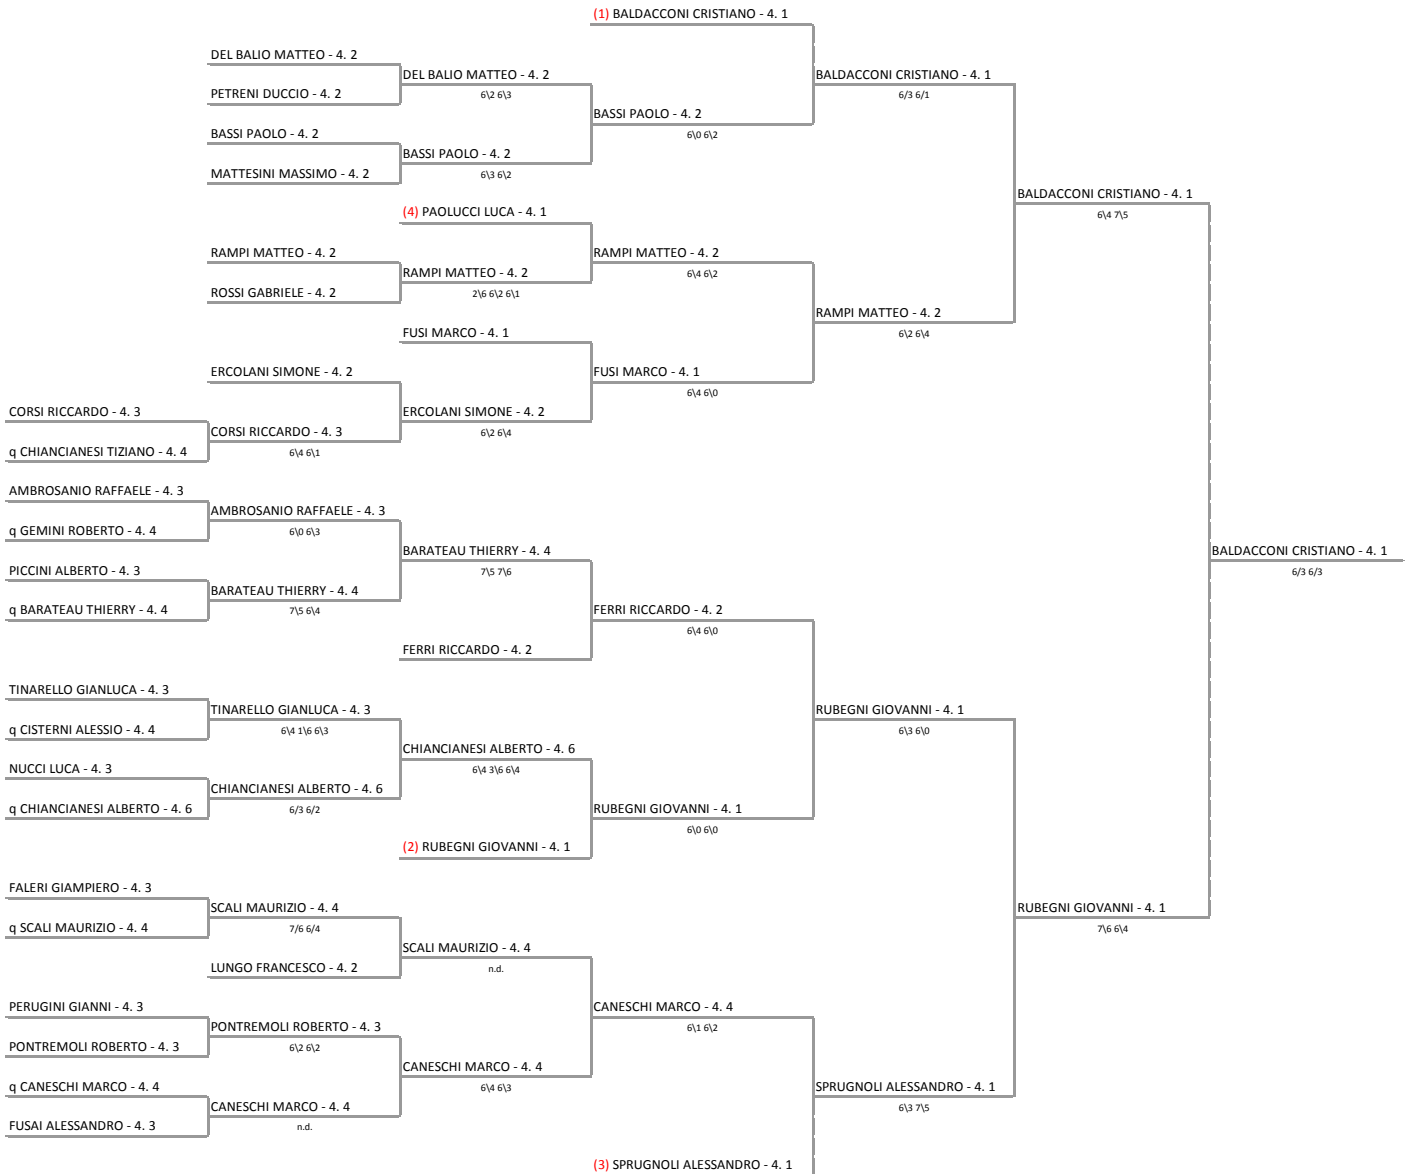 (1) BALDACCONI CRISTIANO - 4. 1
DEL BALIO MATTEO - 4. 2
DEL BALIO MATTEO - 4. 2
BALDACCONI CRISTIANO - 4. 1
6\2 6\3
6/3 6/1
PETRENI DUCCIO - 4. 2
BASSI PAOLO - 4. 2
BASSI PAOLO - 4. 2
6\0 6\2
BASSI PAOLO - 4. 2
MATTESINI MASSIMO - 4. 2
6\3 6\2
BALDACCONI CRISTIANO - 4. 1
(4) PAOLUCCI LUCA - 4. 1
6\4 7\5
RAMPI MATTEO - 4. 2
RAMPI MATTEO - 4. 2
RAMPI MATTEO - 4. 2
6\4 6\2
ROSSI GABRIELE - 4. 2
2\6 6\2 6\1
RAMPI MATTEO - 4. 2
FUSI MARCO - 4. 1
6\2 6\4
ERCOLANI SIMONE - 4. 2
FUSI MARCO - 4. 1
6\4 6\0
CORSI RICCARDO - 4. 3
ERCOLANI SIMONE - 4. 2
CORSI RICCARDO - 4. 3
6\2 6\4
q CHIANCIANESI TIZIANO - 4. 4
6\4 6\1
AMBROSANIO RAFFAELE - 4. 3
AMBROSANIO RAFFAELE - 4. 3
q GEMINI ROBERTO - 4. 4
6\0 6\3
BARATEAU THIERRY - 4. 4
BALDACCONI CRISTIANO - 4. 1
PICCINI ALBERTO - 4. 3
7\5 7\6
6/3 6/3
BARATEAU THIERRY - 4. 4
q BARATEAU THIERRY - 4. 4
7\5 6\4
FERRI RICCARDO - 4. 2
6\4 6\0
FERRI RICCARDO - 4. 2
TINARELLO GIANLUCA - 4. 3
TINARELLO GIANLUCA - 4. 3
RUBEGNI GIOVANNI - 4. 1
q CISTERNI ALESSIO - 4. 4
6\4 1\6 6\3
6\3 6\0
CHIANCIANESI ALBERTO - 4. 6
NUCCI LUCA - 4. 3
6\4 3\6 6\4
CHIANCIANESI ALBERTO - 4. 6
q CHIANCIANESI ALBERTO - 4. 6
6/3 6/2
RUBEGNI GIOVANNI - 4. 1
6\0 6\0
(2) RUBEGNI GIOVANNI - 4. 1
FALERI GIAMPIERO - 4. 3
SCALI MAURIZIO - 4. 4
RUBEGNI GIOVANNI - 4. 1
q SCALI MAURIZIO - 4. 4
7/6 6/4
7\6 6\4
SCALI MAURIZIO - 4. 4
LUNGO FRANCESCO - 4. 2
n.d.
PERUGINI GIANNI - 4. 3
CANESCHI MARCO - 4. 4
PONTREMOLI ROBERTO - 4. 3
6\1 6\2
PONTREMOLI ROBERTO - 4. 3
6\2 6\2
CANESCHI MARCO - 4. 4
q CANESCHI MARCO - 4. 4
6\4 6\3
SPRUGNOLI ALESSANDRO - 4. 1
CANESCHI MARCO - 4. 4
6\3 7\5
FUSAI ALESSANDRO - 4. 3
n.d.
(3) SPRUGNOLI ALESSANDRO - 4. 1